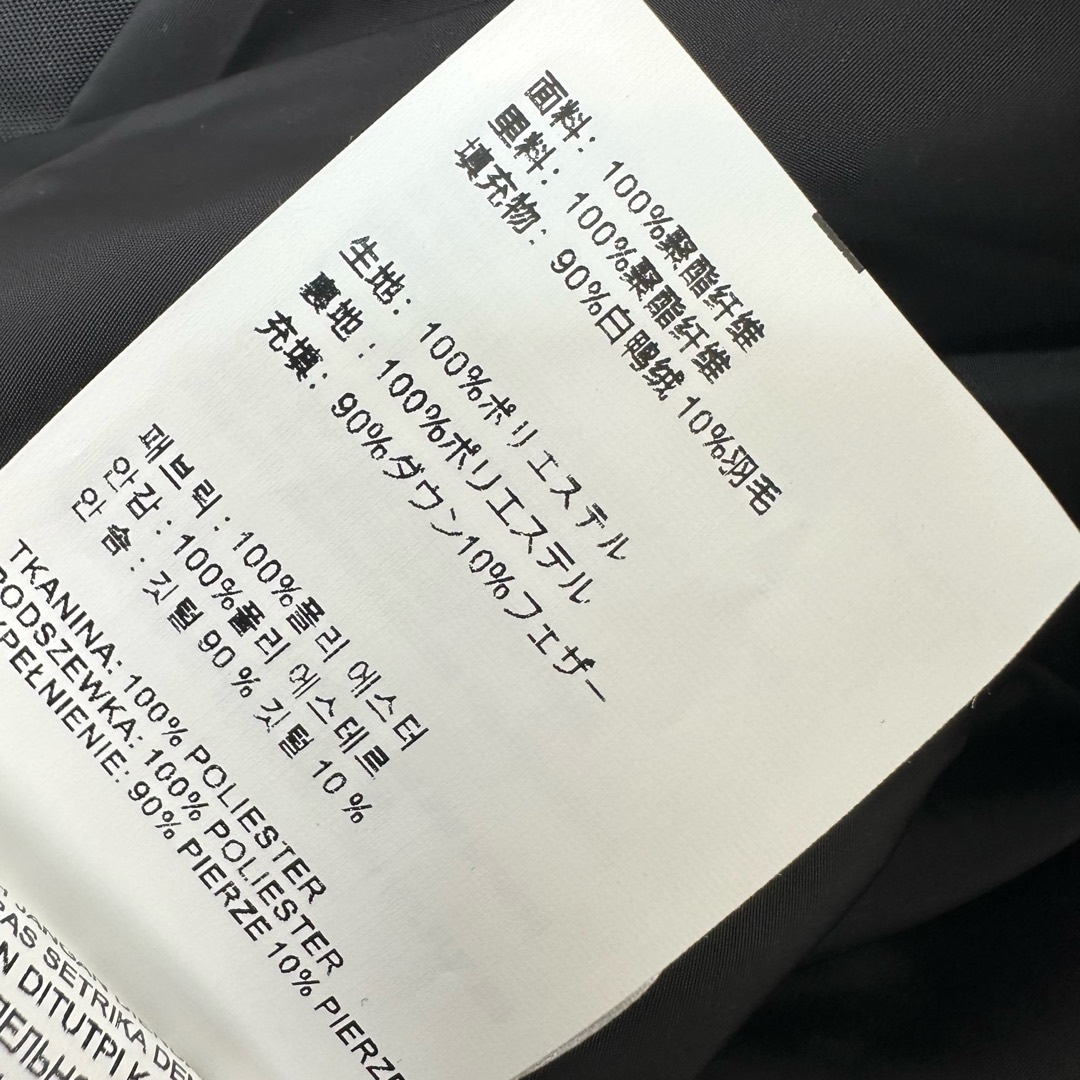 面料: 100%聚酯纤维
里料: 100%聚酯纤维
填充物: 90%白鸭绒 10%羽毛
生地: 100%ポリエステル
裏地: 100%ポリエステル
充填: 90%ダウン10%フェザー
패브릭: 100%폴리 에스터
안감: 100%폴리 에스테르
안 솜: 깃털 90% 깃털 10%
TKANINA: 100% POLIESTER
PODSZEWKA: 100% POLIESTER
PEŁNIENIE: 90% PIERZE 10% PIERZE
SETRIKA
DITUTPI